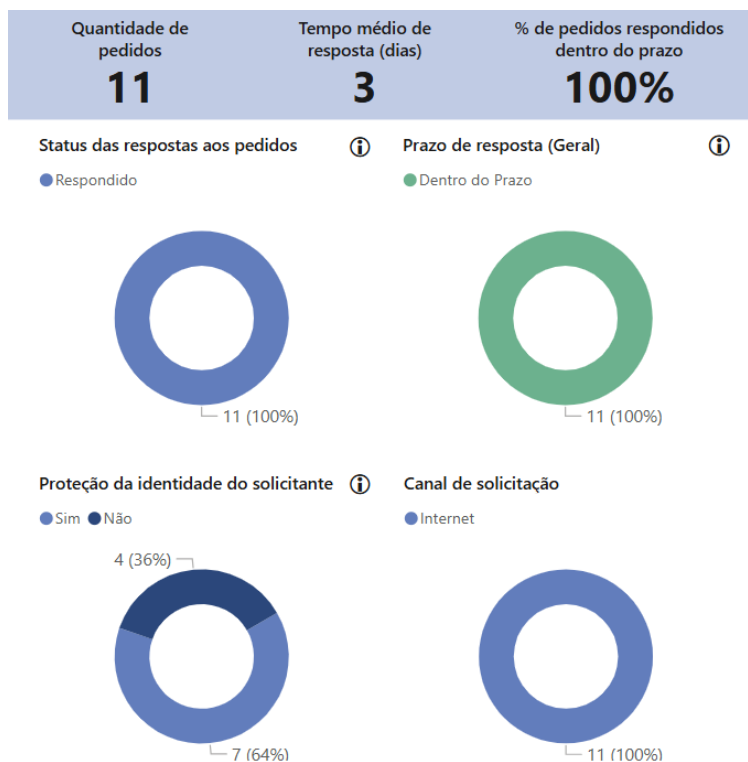 Quantidade de
pedidos
11
Tempo médio de
resposta (dias)
3
% de pedidos respondidos
dentro do prazo
100%
Status das respostas aos pedidos
Respondido
11 (100%)
Prazo de resposta (Geral)
Dentro do Prazo
11 (100%)
Proteção da identidade do solicitante
Sim Não
4 (36%)
7 (64%)
Canal de solicitação
Internet
11 (100%)